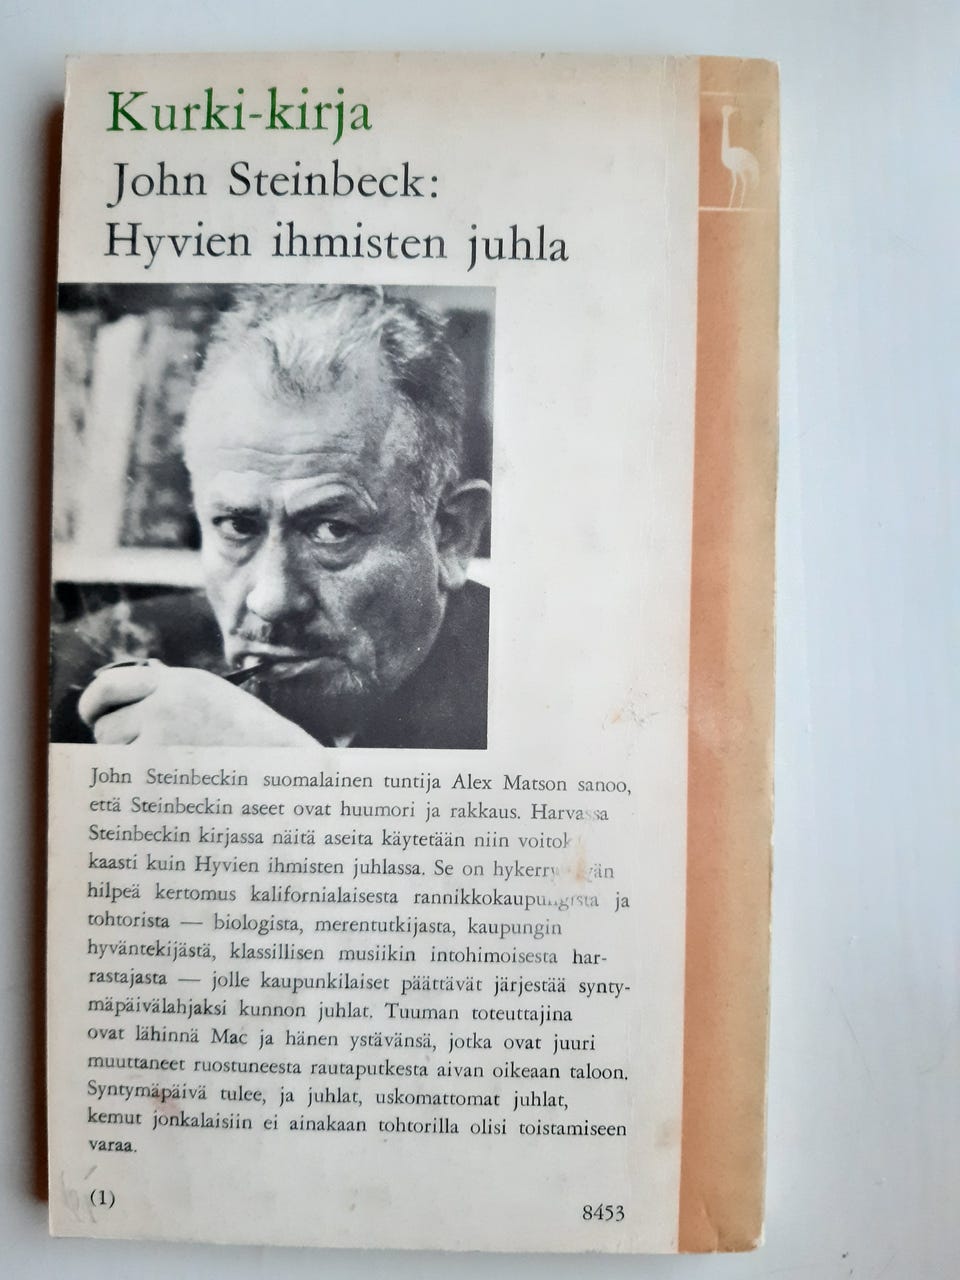 Kurki-kirja
John Steinbeck:
Hyvien ihmisten juhla
John Steinbeckin suomalainen tuntija Alex Matson sanoo,
että Steinbeckin aseet ovat huumori ja rakkaus. Harvassa
Steinbeckin kirjassa näitä aseita käytetään niin voitok
kaasti kuin Hyvien ihmisten juhlassa. Se on
hilpeä kertomus kalifornialaisesta rannikkokaupungista ja
tohtorista — biologista, merentutkijasta, kaupungin
hyväntekijästä, klassillisen musiikin intohimoisesta har-
rastajasta — jolle kaupunkilaiset päättävät järjestää synty-
mäpäivälahjaksi kunnon juhlat. Tuuman toteuttajina
ovat lähinnä Mac ja hänen ystävänsä, jotka ovat juuri
muuttaneet ruostuneesta rautaputkesta aivan oikeaan taloon.
Syntymäpäivä tulee, ja juhlat, uskomattomat juhlat,
kemut jonkalaisiin ei ainakaan tohtorilla olisi toistamiseen
varaa.
(1)
8453